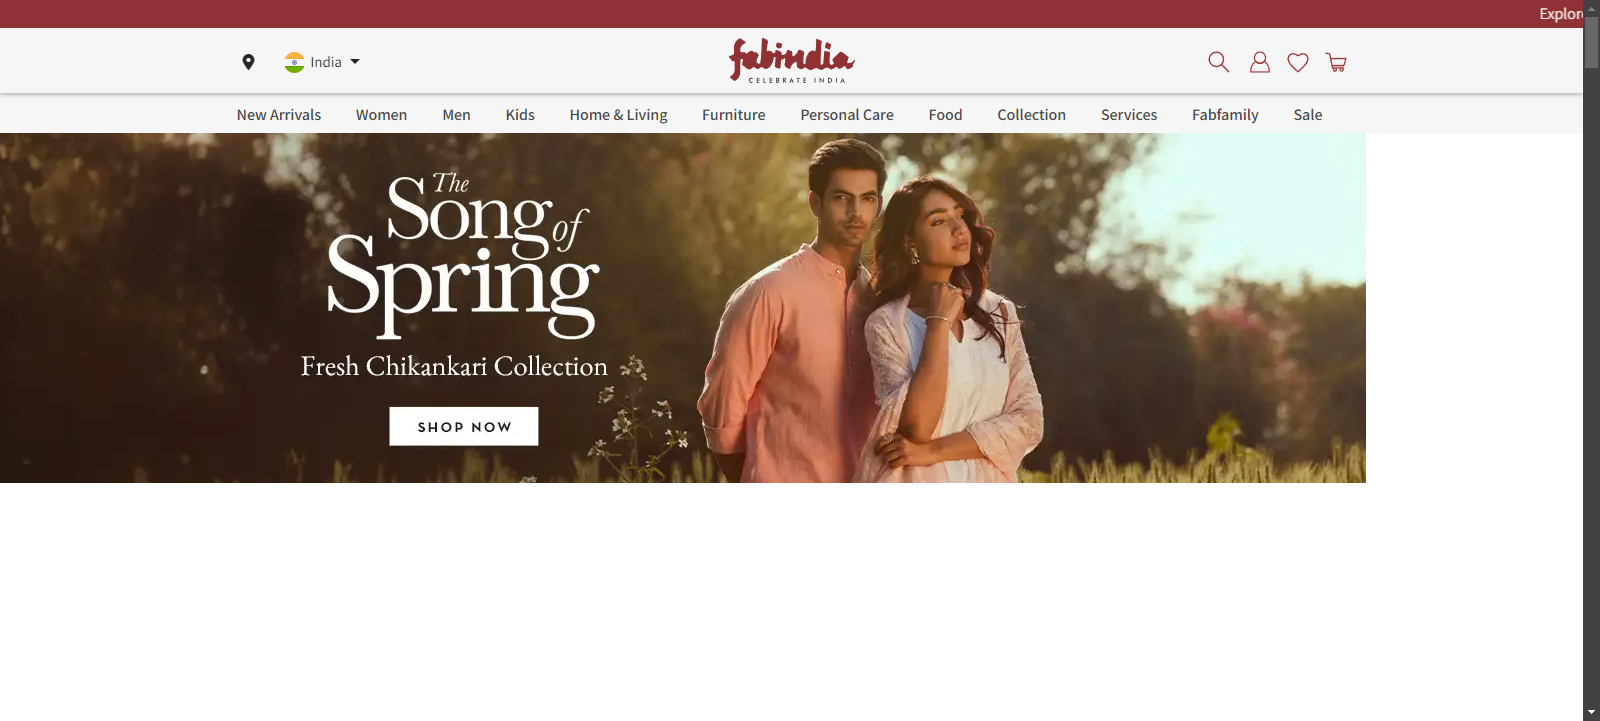 Explor
India
fabindia
CELEBRATE INDIA
New Arrivals Women Men Kids Home & Living Furniture Personal Care Food Collection Services Fabfamily Sale
The
Song of
Spring
Fresh Chikankari Collection
SHOP NOW